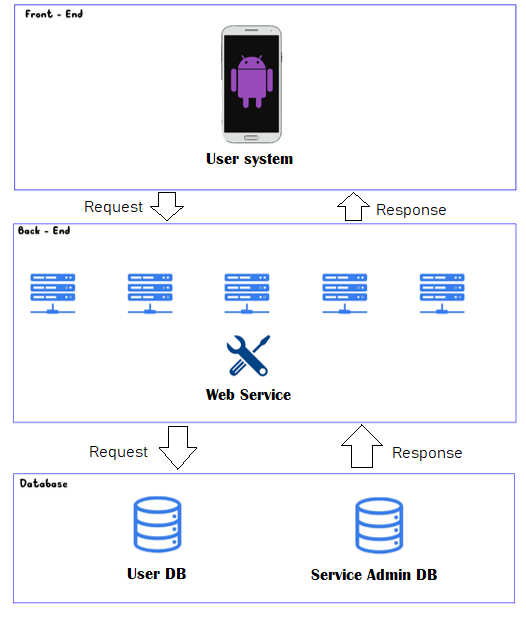 Front - End
User system
Request
Response
Back - End
Web Service
Request
Response
Database
User DB
Service Admin DB